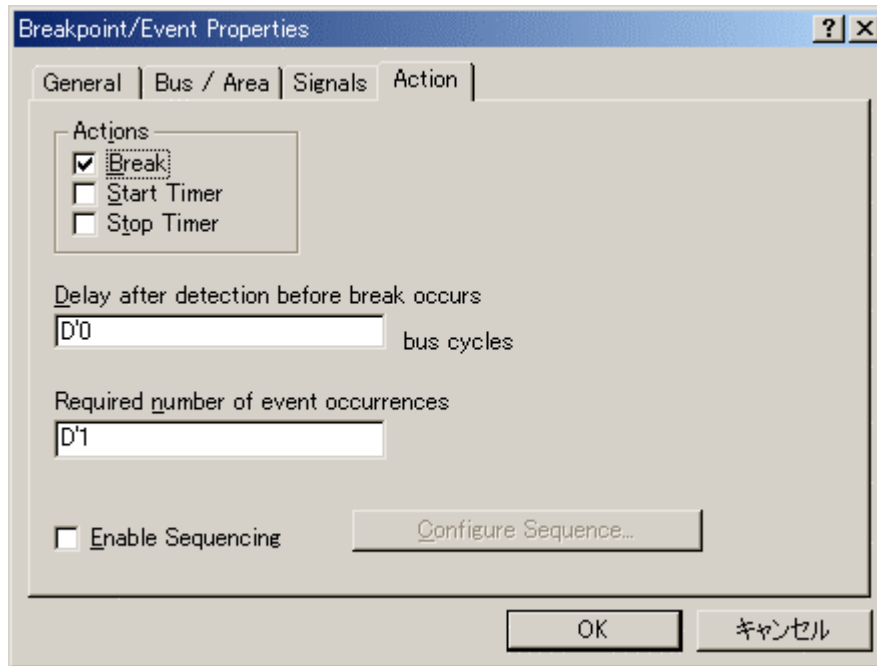 Breakpoint/Event Properties
General Bus / Area Signals Action
Actions
Break
Start Timer
Stop Timer
Delay after detection before break occurs
D'0
bus cycles
Required number of event occurrences
D'1
Enable Sequencing Configure Sequence...
OK キャンセル